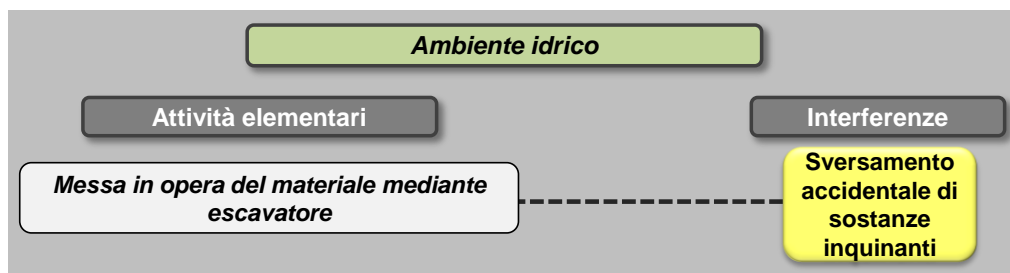 Ambiente idrico
Attività elementari
Interferenze
Messa in opera del materiale mediante
escavatore
Sversamento
accidentale di
sostanze
inquinanti